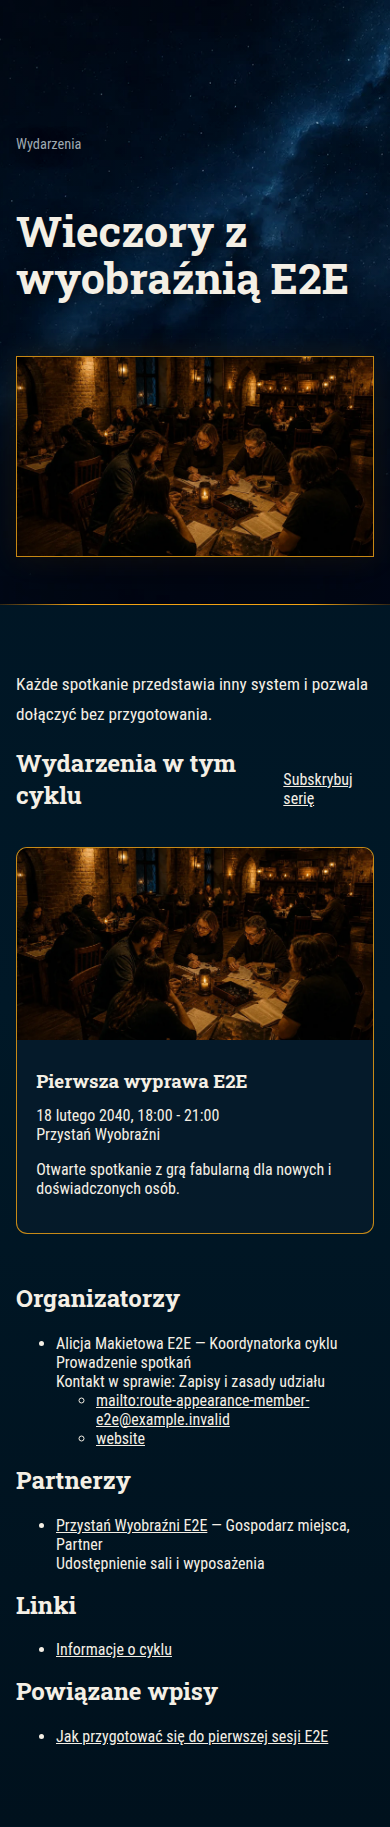 Wydarzenia
Wieczory z
wyobraźnią E2E
Każde spotkanie przedstawia inny system i pozwala
dołączyć bez przygotowania.
Wydarzenia w tym
cyklu
Subskrybuj
serię
Pierwsza wyprawa E2E
18 lutego 2040, 18:00 - 21:00
Przystań Wyobraźni
Otwarte spotkanie z grą fabularną dla nowych i
doświadczonych osób.
Organizatorzy
Alicja Makietowa E2E — Koordynatorka cyklu
Prowadzenie spotkań
Kontakt w sprawie: Zapisy i zasady udziału
mailto:route-appearance-member-
e2e@example.invalid
website
Partnerzy
Przystań Wyobraźni E2E — Gospodarz miejsca,
Partner
Udostępnienie sali i wyposażenia
Linki
Informacje o cyklu
Powiązane wpisy
Jak przygotować się do pierwszej sesji E2E